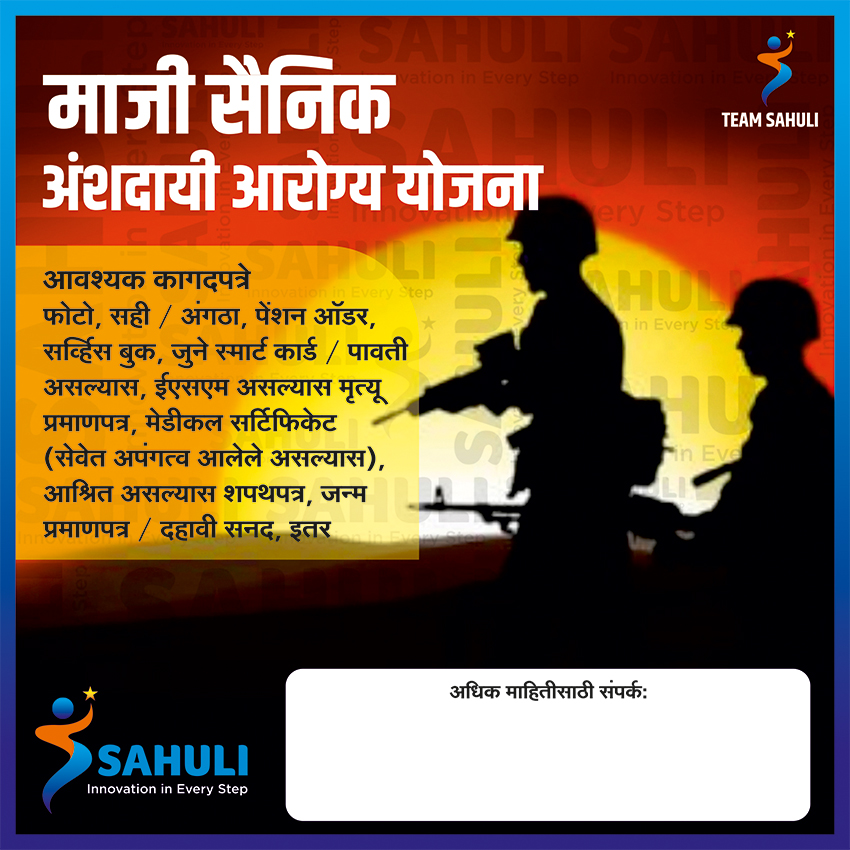 माजी सैनिक
अंशदायी आरोग्य योजना
TEAM SAHULI
आवश्यक कागदपत्रे
फोटो, सही / अंगठा, पेंशन ऑडर,
सर्व्हिस बुक, जुने स्मार्ट कार्ड / पावती
असल्यास, ईएसएम असल्यास मृत्यू
प्रमाणपत्र, मेडीकल सर्टिफिकेट
(सेवेत अपंगत्व आलेले असल्यास),
आश्रित असल्यास शपथपत्र, जन्म
प्रमाणपत्र / दहावी सनद, इतर
SAHULI
Innovation in Every Step
अधिक माहितीसाठी संपर्क: